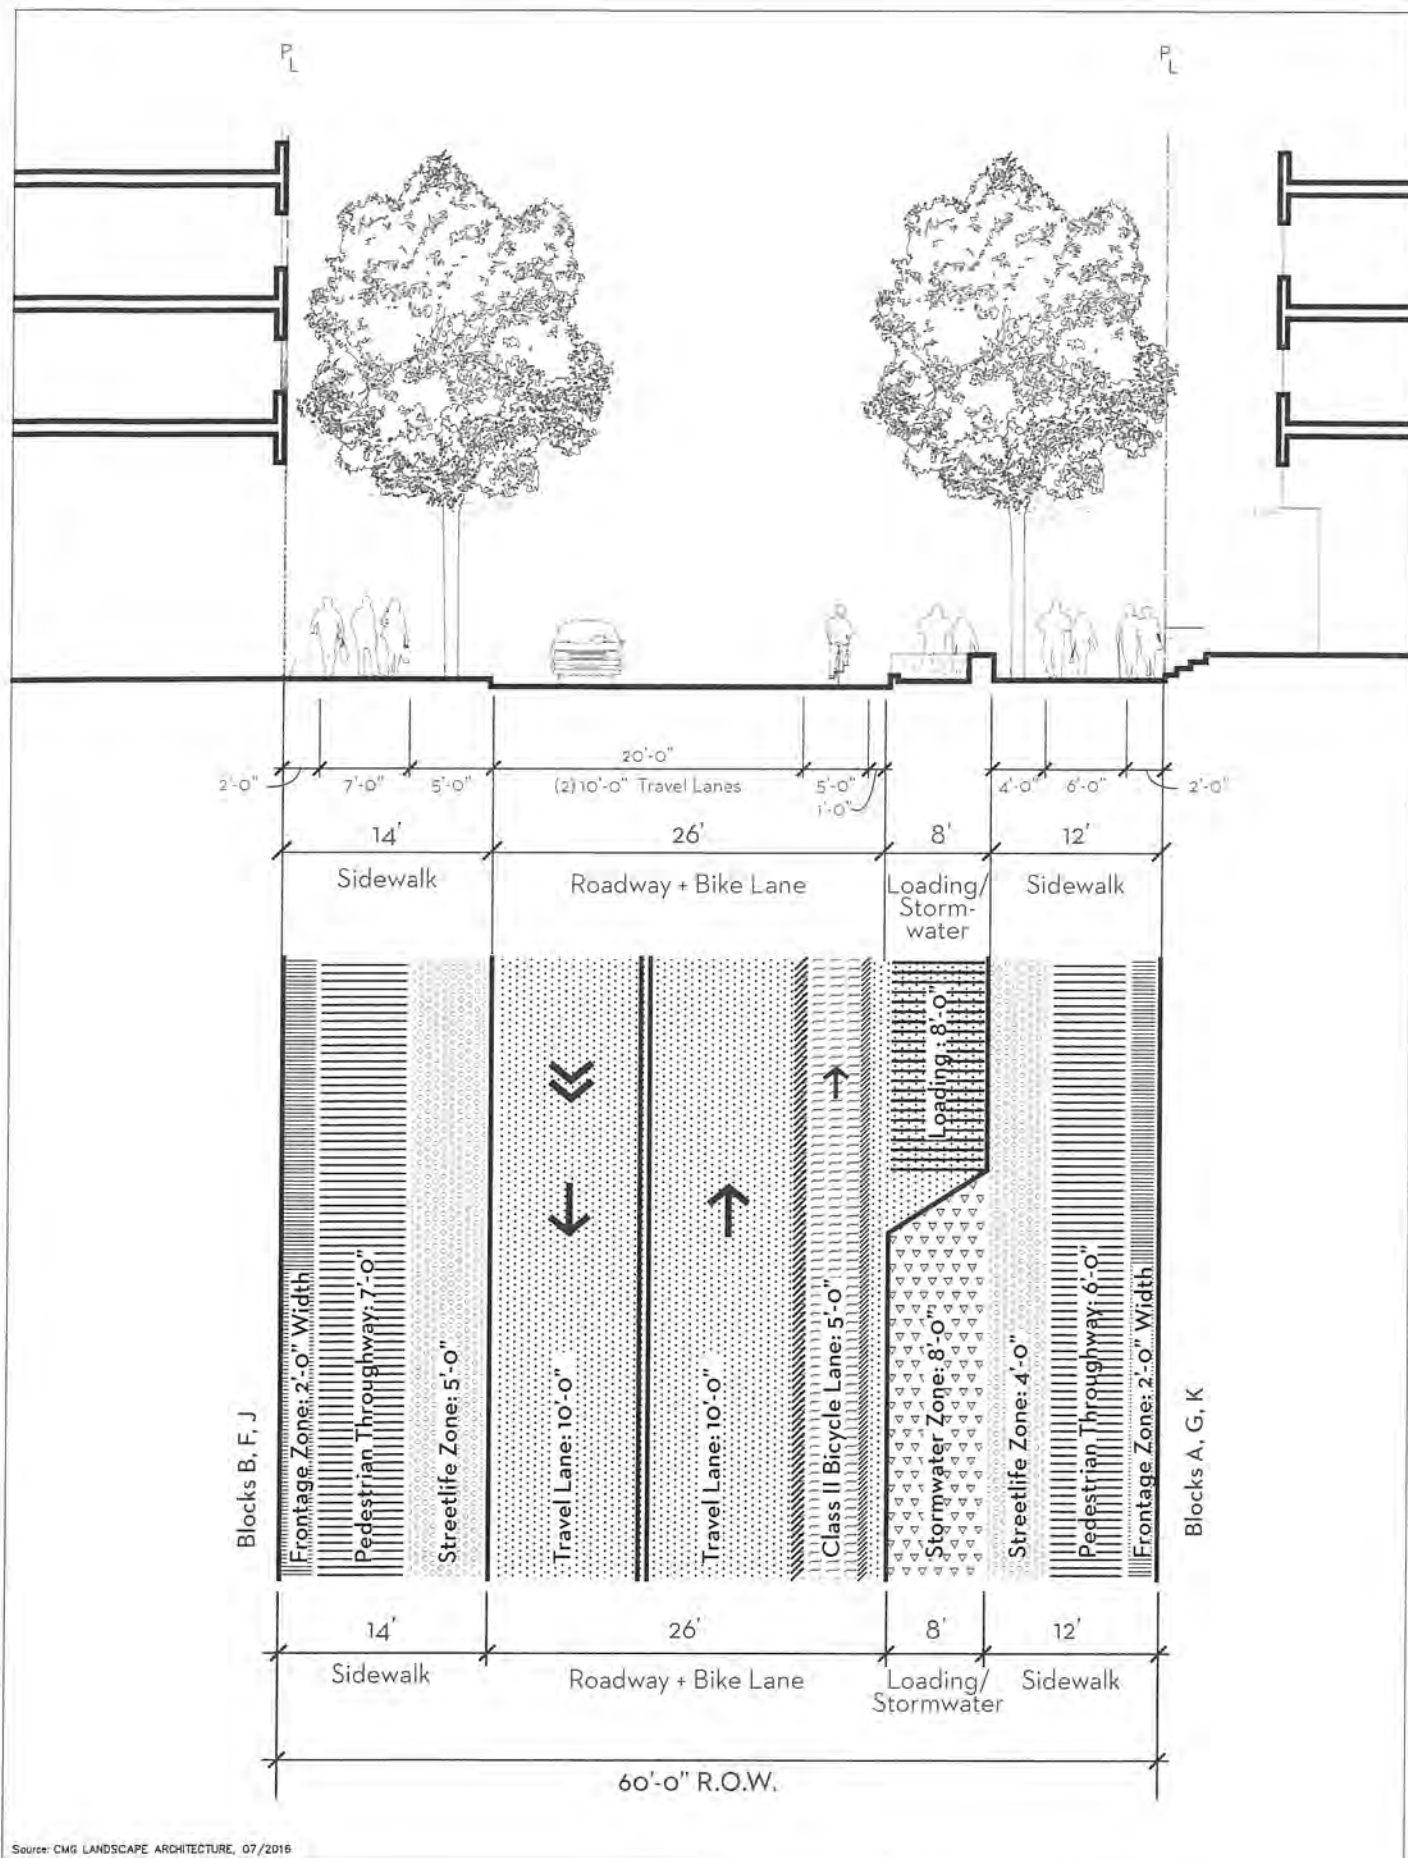 PL
PL
20'-0"
2'-0"
7'-0"
5'-0"
(2) 10'-0" Travel Lanes
5'-0"
1'-0"
4'-0"
6'-0"
2'-0"
14'
26'
8'
12'
Sidewalk
Roadway + Bike Lane
Loading/
Storm-
water
Sidewalk
Blocks B, F, J
Frontage Zone: 2'-0" Width
Pedestrian Throughway: 7'-0"
Streetlife Zone: 5'-0"
Travel Lane: 10'-0"
Travel Lane: 10'-0"
Class II Bicycle Lane: 5'-0"
Loading: 8'-0"
Stormwater Zone: 8'-0"
Streetlife Zone: 4'-0"
Pedestrian Throughway: 6'-0"
Frontage Zone: 2'-0" Width
Blocks A, G, K
14'
26'
8'
12'
Sidewalk
Roadway + Bike Lane
Loading/
Stormwater
Sidewalk
60'-0" R.O.W.
Source: CMG LANDSCAPE ARCHITECTURE, 07/2016